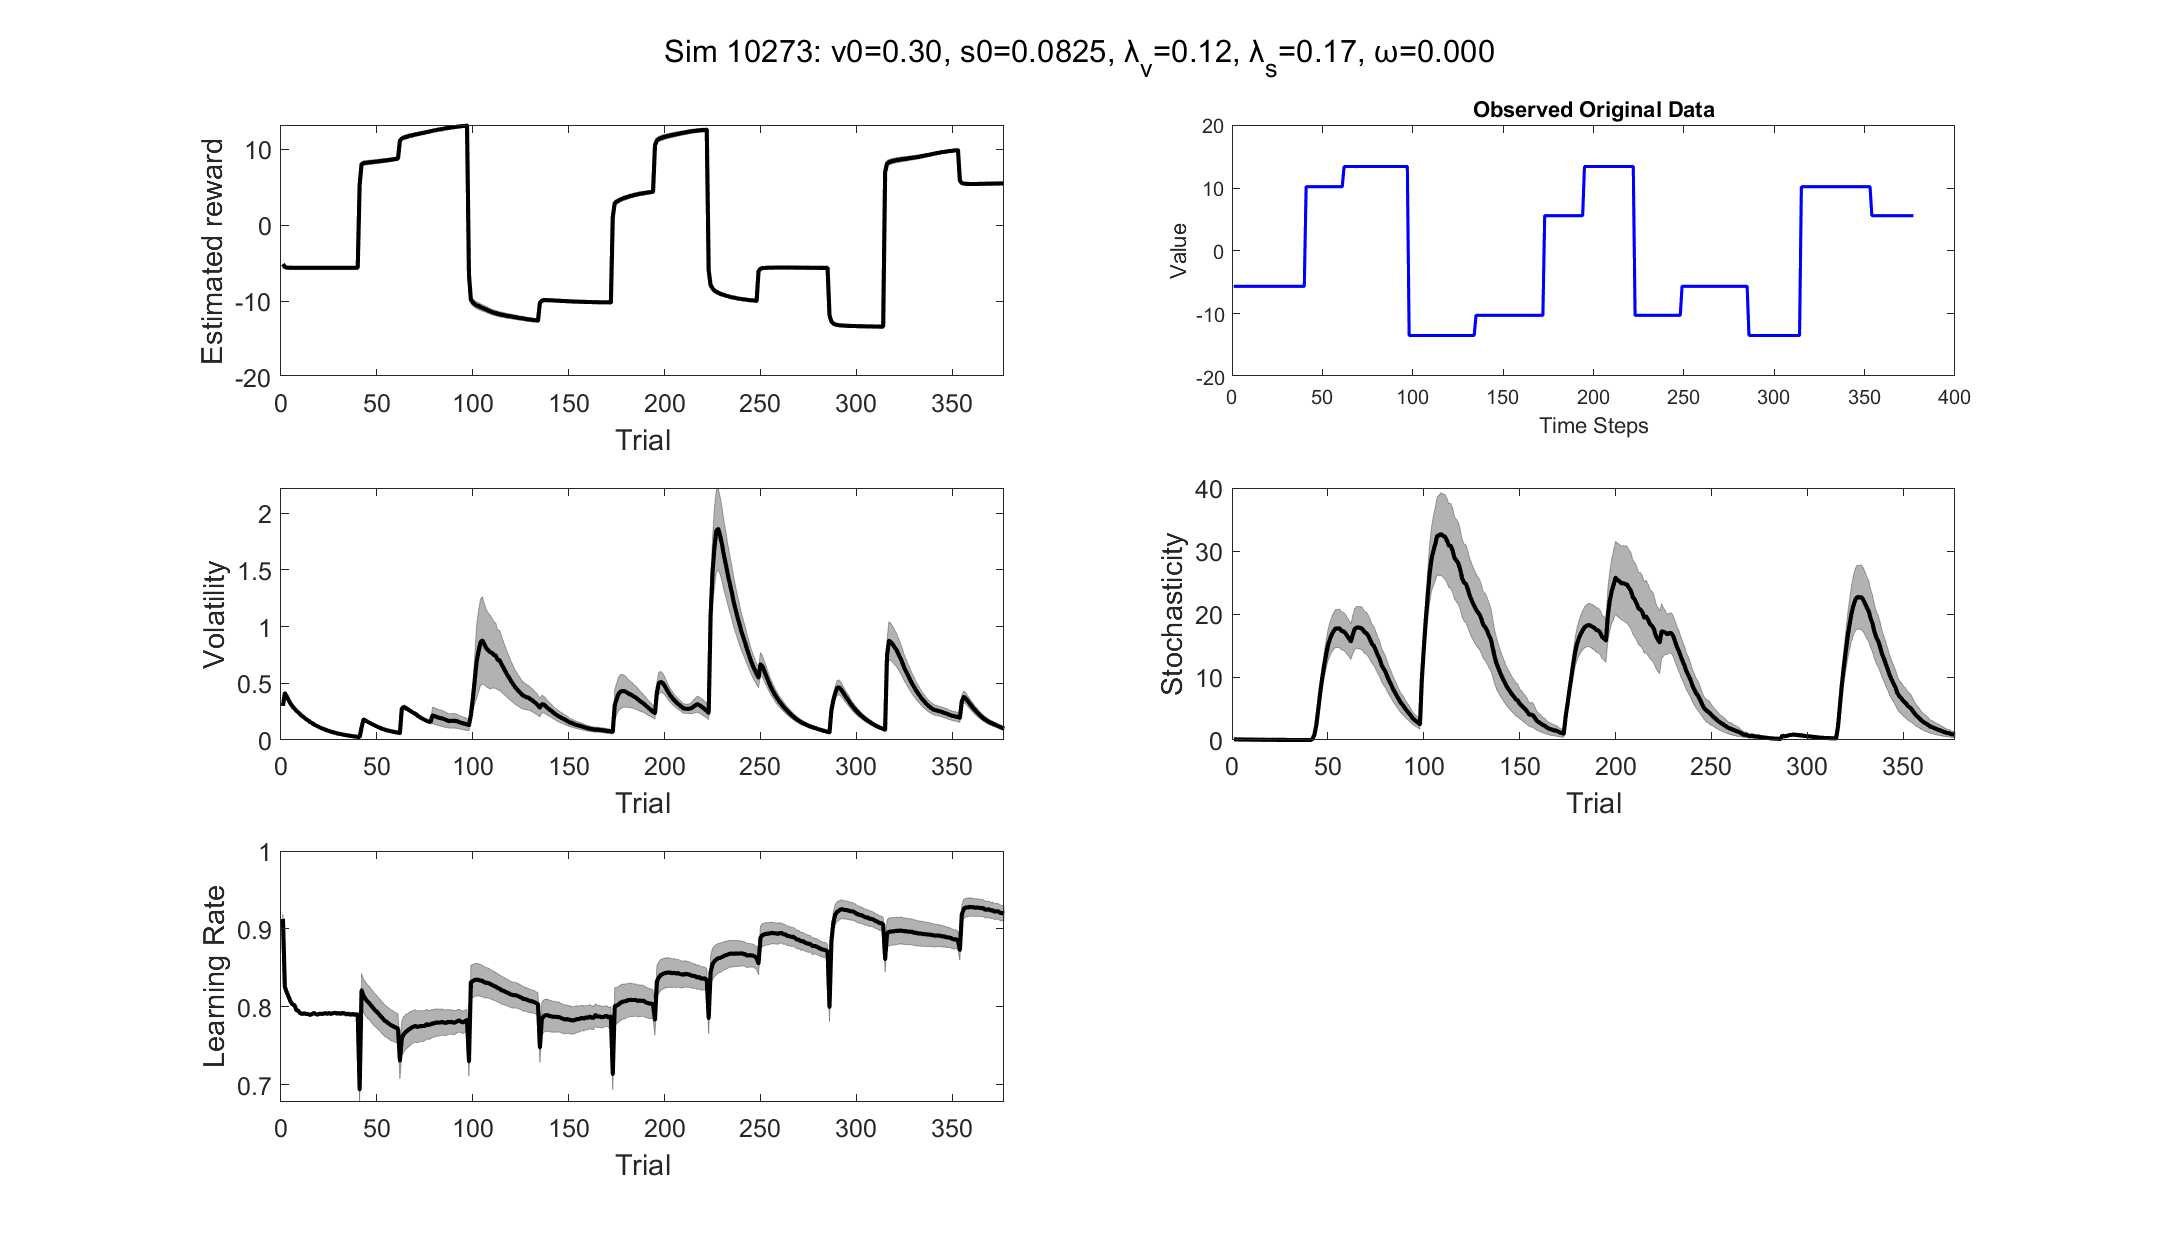 Sim 10273: v0=0.30, s0=0.0825, λ_v=0.12, λ_s=0.17, ω=0.000
Estimated reward
10
0
-10
-20
0 50 100 150 200 250 300 350
Trial
Observed Original Data
Value
20
10
0
-10
-20
0 50 100 150 200 250 300 350 400
Time Steps
Volatility
2
1.5
1
0.5
0
0 50 100 150 200 250 300 350
Trial
Stochasticity
40
30
20
10
0
0 50 100 150 200 250 300 350
Trial
Learning Rate
1
0.9
0.8
0.7
0 50 100 150 200 250 300 350
Trial